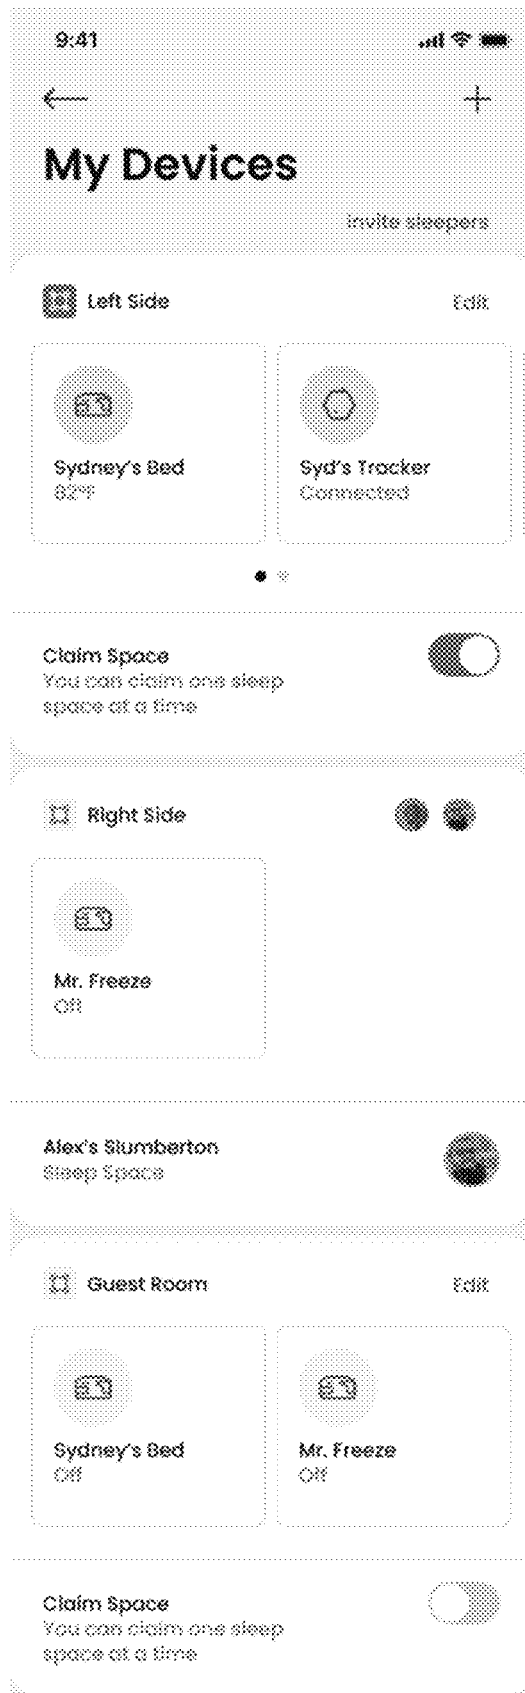 9:41
My Devices
invite sleepers
Left Side Edit
Sydney's Bed Syd's Tracker
82°F Connected
Claim Space
You can claim one sleep
space at a time
Right Side
Mr. Freeze
Off
Alex's Slumberton
Sleep Space
Guest Room Edit
Sydney's Bed Mr. Freeze
Off Off
Claim Space
You can claim one sleep
space at a time